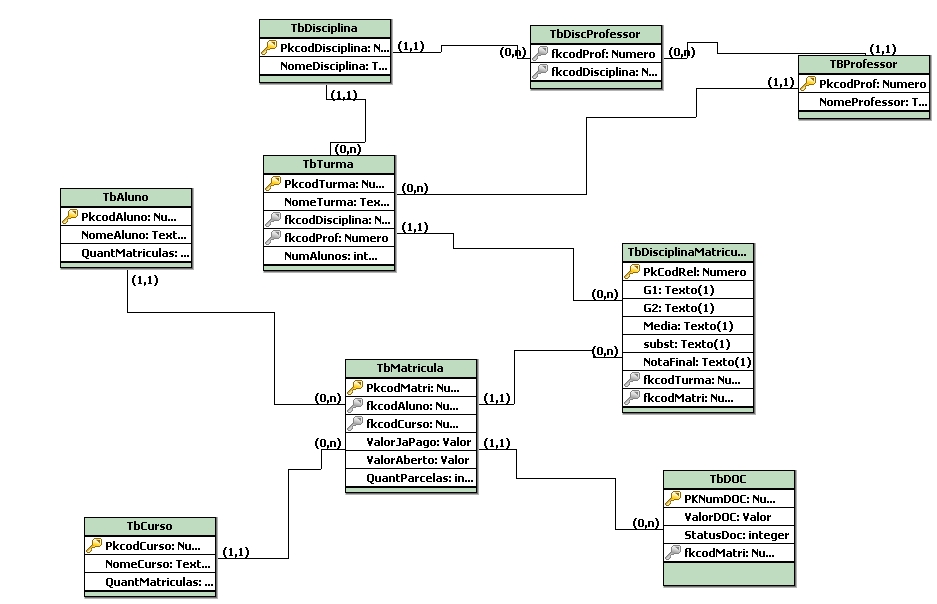 TbDisciplina
PkcodDisciplina: N...
NomeDisciplina: T...
(1,1)
(0,n)
TbDiscProfessor
fkcodProf: Numero
fkcodDisciplina: N...
(0,n)
(1,1)
TBProfessor
PkcodProf: Numero
NomeProfessor: T...
(1,1)
(1,1)
(0,n)
TbTurma
PkcodTurma: Nu...
NomeTurma: Tex...
fkcodDisciplina: N...
fkcodProf: Numero
NumAlunos: int...
(0,n)
(1,1)
TbAluno
PkcodAluno: Nu...
NomeAluno: Text...
QuantMatriculas: ...
(1,1)
TbDisciplinaMatricu...
PkCodRel: Numero
G1: Texto(1)
G2: Texto(1)
Media: Texto(1)
subst: Texto(1)
NotaFinal: Texto(1)
fkcodTurma: Nu...
fkcodMatri: Nu...
(0,n)
(0,n)
TbMatricula
PkcodMatri: Nu...
fkcodAluno: Nu...
fkcodCurso: Nu...
ValorJaPago: Valor
ValorAberto: Valor
QuantParcelas: in...
(0,n)
(1,1)
(0,n)
(1,1)
TbDOC
PKNumDOC: Nu...
ValorDOC: Valor
StatusDoc: integer
fkcodMatri: Nu...
(0,n)
TbCurso
PkcodCurso: Nu...
NomeCurso: Text...
QuantMatriculas: ...
(1,1)